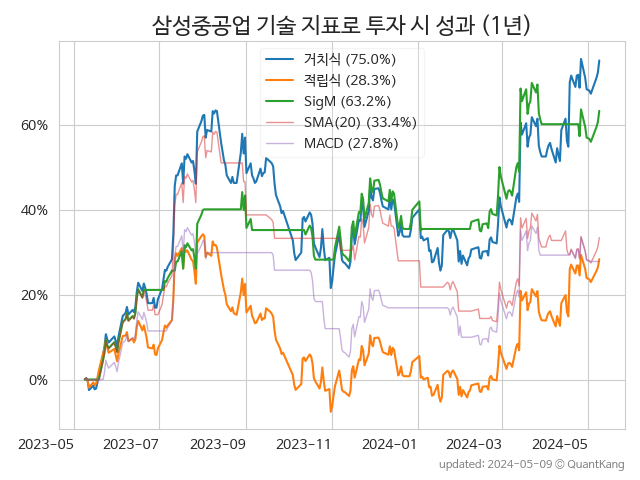 삼성중공업 기술 지표로 투자 시 성과 (1년)
거치식 (75.0%)
적립식 (28.3%)
SigM (63.2%)
SMA(20) (33.4%)
MACD (27.8%)
60%
40%
20%
0%
2023-05 2023-07 2023-09 2023-11 2024-01 2024-03 2024-05
updated: 2024-05-09 © QuantKang